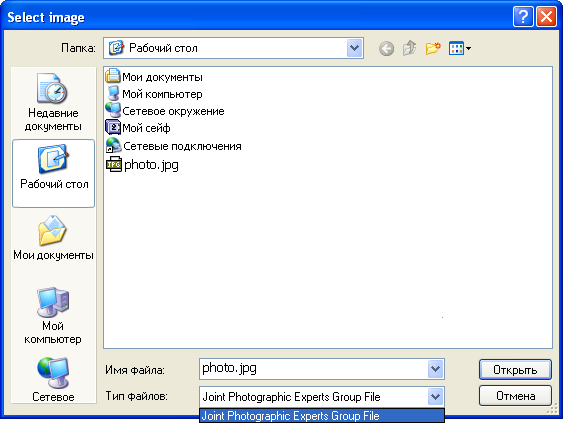 Select image
Папка:
Рабочий стол
Недавние
документы
Рабочий стол
Мои документы
Мой
компьютер
Сетевое
Мои документы
Мой компьютер
Сетевое окружение
Мой сейф
Сетевые подключения
JPG photo.jpg
Имя файла:
photo.jpg
Открыть
Тип файлов:
Joint Photographic Experts Group File
Отмена
Joint Photographic Experts Group File